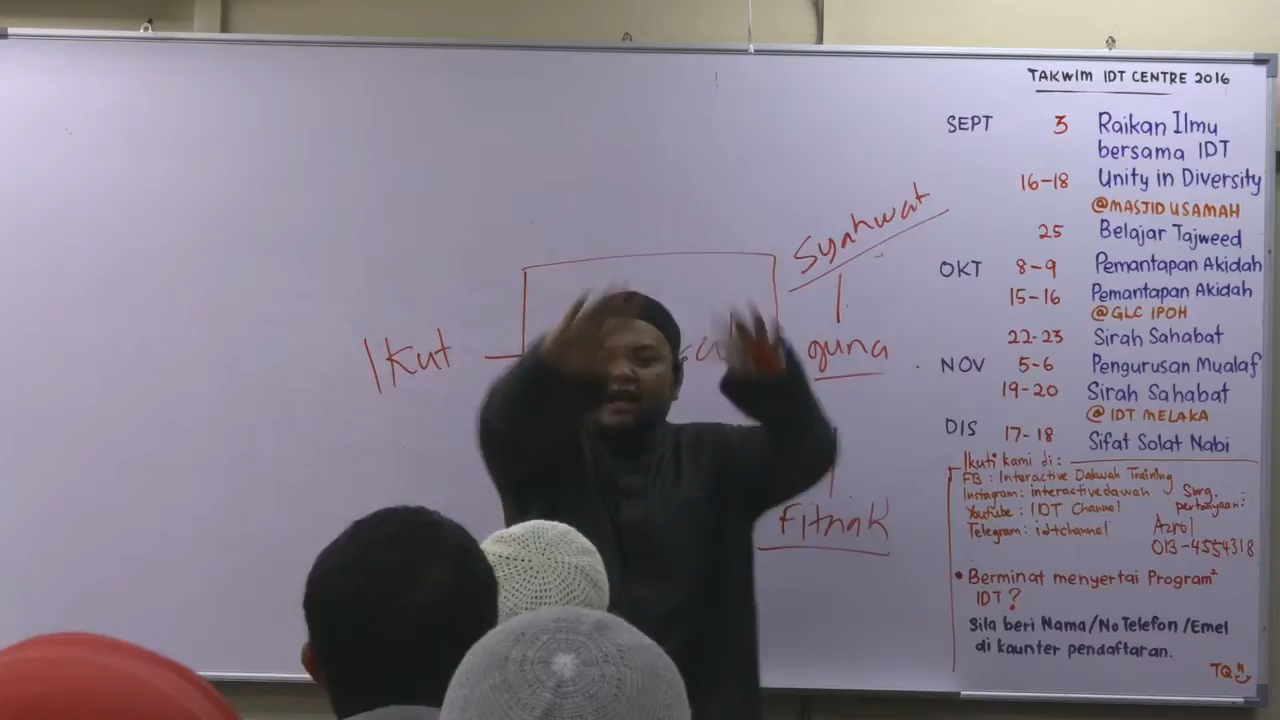 TAKWIM IDT CENTRE 2016
SEPT 3 Raikan Ilmu
bersama IDT
16-18 Unity in Diversity
@MASJID USAMAH
25 Belajar Tajweed
OKT 8-9 Pemantapan Akidah
15-16 Pemantapan Akidah
@GLC IPOH
22-23 Sirah Sahabat
NOV 5-6 Pengurusan Mualaf
19-20 Sirah Sahabat
@ IDT MELAKA
DIS 17-18 Sifat Solat Nabi
Ikuti kami di:
FB : Interactive Dakwah Training
Instagram: interactivedawah
Youtube : IDT Channel
Telegram: idtchannel
Sbrg.
pertanyaan:
Azrol
013-4554318
• Berminat menyertai Program²
IDT?
Sila beri Nama/No Telefon/Emel
di kaunter pendaftaran.
TQ
Syahwat
Ikut
guna
Fitnah